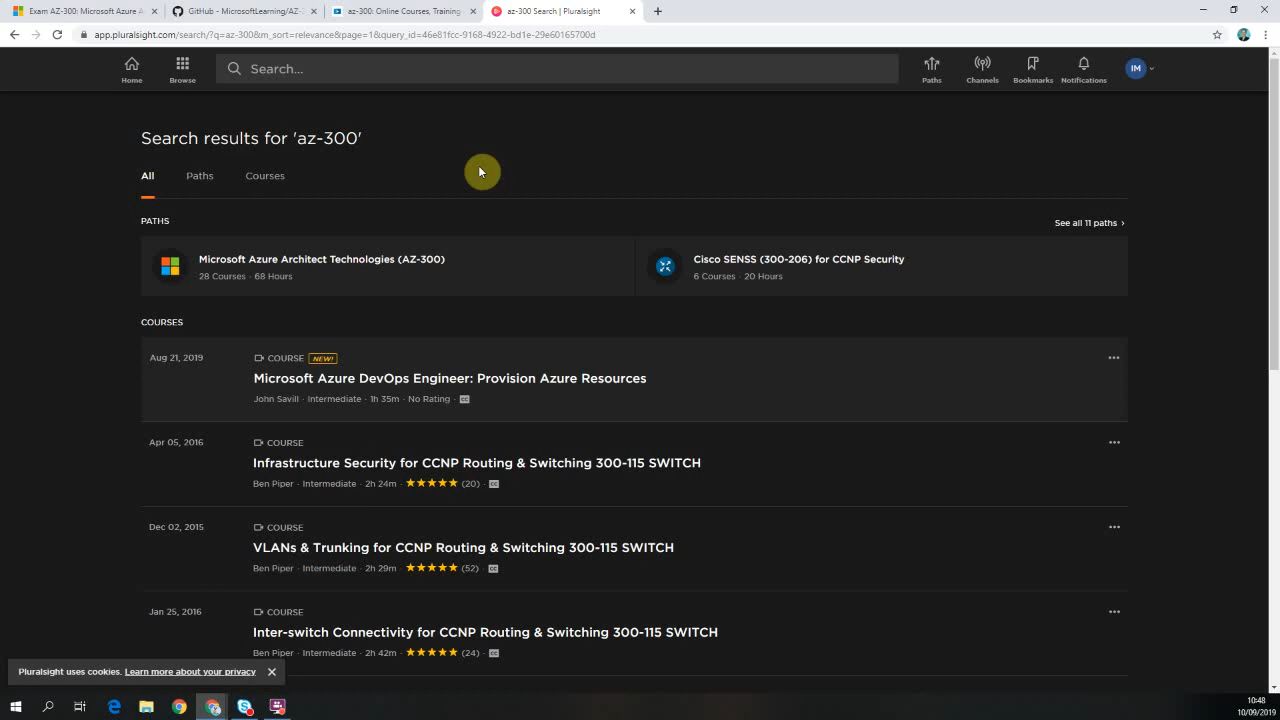 Exam AZ-300: Microsoft Azure A
GitHub - MicrosoftLearning/AZ-
az-300: Online Courses, Training
az-300 Search | Pluralsight
app.pluralsight.com/search/?q=az-300&m_sort=relevance&page=1&query_id=46e81fcc-9168-4922-bd1e-29e60165700d
Home
Browse
Search...
Paths
Channels
Bookmarks
Notifications
IM
Search results for 'az-300'
All
Paths
Courses
PATHS
See all 11 paths ›
Microsoft Azure Architect Technologies (AZ-300)
28 Courses · 68 Hours
Cisco SENSS (300-206) for CCNP Security
6 Courses · 20 Hours
COURSES
Aug 21, 2019
COURSE NEW!
Microsoft Azure DevOps Engineer: Provision Azure Resources
John Savill · Intermediate · 1h 35m · No Rating · CC
Apr 05, 2016
COURSE
Infrastructure Security for CCNP Routing & Switching 300-115 SWITCH
Ben Piper · Intermediate · 2h 24m · ★★★★★ (20) · CC
Dec 02, 2015
COURSE
VLANs & Trunking for CCNP Routing & Switching 300-115 SWITCH
Ben Piper · Intermediate · 2h 29m · ★★★★★ (52) · CC
Jan 25, 2016
COURSE
Inter-switch Connectivity for CCNP Routing & Switching 300-115 SWITCH
Ben Piper · Intermediate · 2h 42m · ★★★★★ (24) · CC
Pluralsight uses cookies. Learn more about your privacy
10:48
10/09/2019